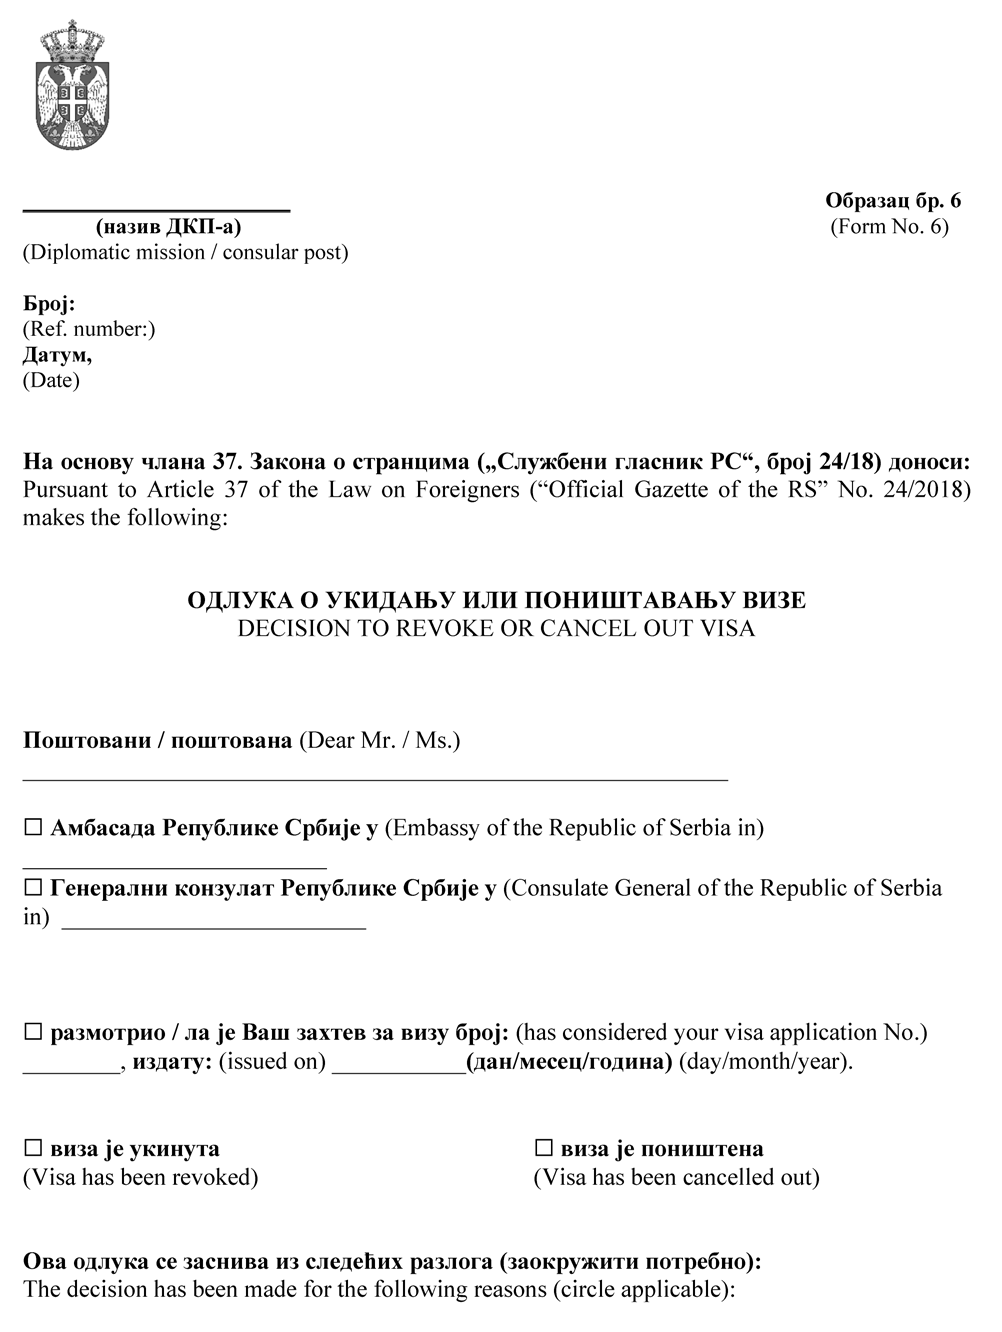 Образац бр. 6
(назив ДКП-а)
(Form No. 6)
(Diplomatic mission / consular post)
Број:
(Ref. number:)
Датум,
(Date)
На основу члана 37. Закона о странцима („Службени гласник РС“, број 24/18) доноси:
Pursuant to Article 37 of the Law on Foreigners (“Official Gazette of the RS” No. 24/2018)
makes the following:
ОДЛУКА О УКИДАЊУ ИЛИ ПОНИШТАВАЊУ ВИЗЕ
DECISION TO REVOKE OR CANCEL OUT VISA
Поштовани / поштована (Dear Mr. / Ms.)
☐ Амбасада Републике Србије у (Embassy of the Republic of Serbia in)
☐ Генерални конзулат Републике Србије у (Consulate General of the Republic of Serbia
in) _________________________
☐ размотрио / ла је Ваш захтев за визу број: (has considered your visa application No.)
________, издату: (issued on) ___________(дан/месец/година) (day/month/year).
☐ виза је укинута ☐ виза је поништена
(Visa has been revoked) (Visa has been cancelled out)
Ова одлука се заснива из следећих разлога (заокружити потребно):
The decision has been made for the following reasons (circle applicable):